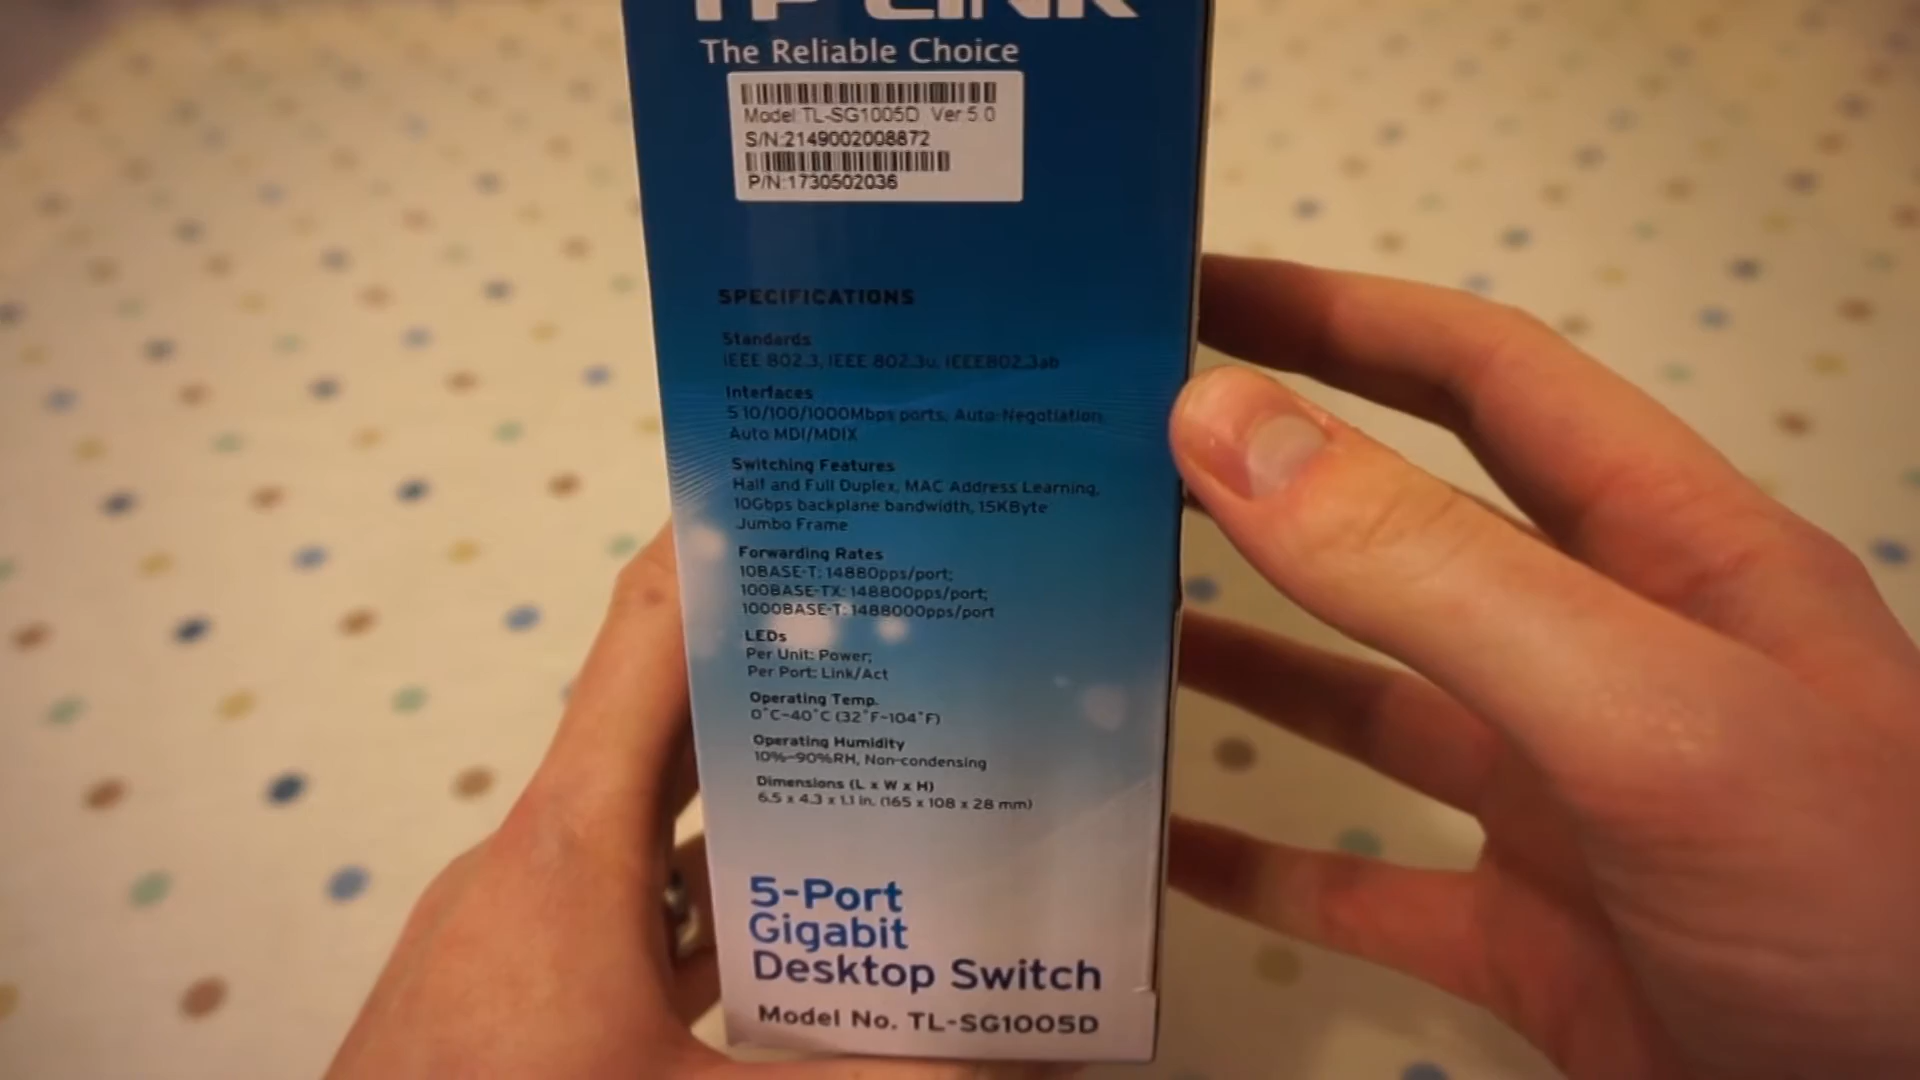 TP-LINK
The Reliable Choice
Model:TL-SG1005D Ver:5.0
S/N:2149002008872
P/N:1730502036
SPECIFICATIONS
Standards
IEEE 802.3, IEEE 802.3u, IEEE802.3ab
Interfaces
5 10/100/1000Mbps ports, Auto-Negotiation,
Auto MDI/MDIX
Switching Features
Half and Full Duplex, MAC Address Learning,
10Gbps backplane bandwidth, 15KByte
Jumbo Frame
Forwarding Rates
10BASE-T: 14880pps/port;
100BASE-TX: 148800pps/port;
1000BASE-T: 1488000pps/port
LEDs
Per Unit: Power;
Per Port: Link/Act
Operating Temp.
0˚C~40˚C (32˚F~104˚F)
Operating Humidity
10%~90%RH, Non-condensing
Dimensions (L x W x H)
6.5 x 4.3 x 1.1 in. (165 x 108 x 28 mm)
5-Port
Gigabit
Desktop Switch
Model No. TL-SG1005D